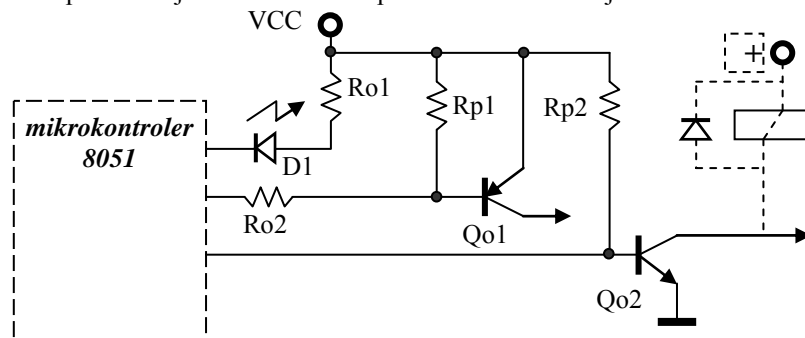 VCC
+
Ro1
Rp1
Rp2
mikrokontroler
8051
D1
Ro2
Qo1
Qo2